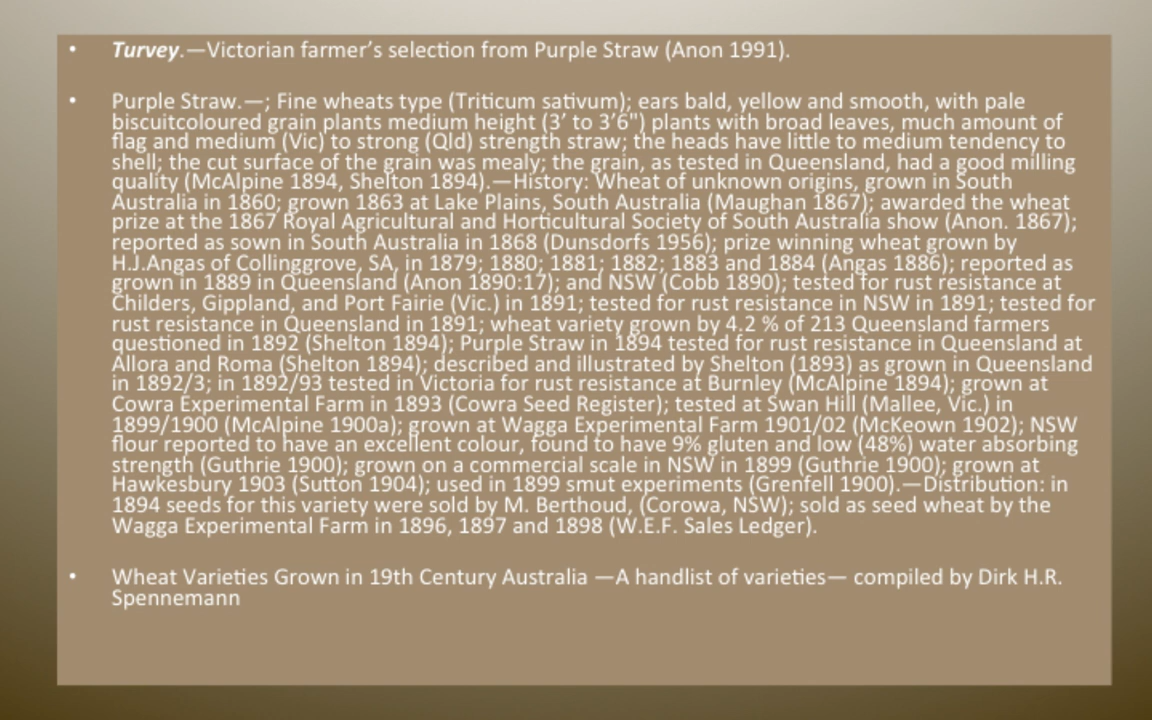 • Turvey.—Victorian farmer’s selection from Purple Straw (Anon 1991).
• Purple Straw.—; Fine wheats type (Triticum sativum); ears bald, yellow and smooth, with pale
biscuitcoloured grain plants medium height (3’ to 3’6") plants with broad leaves, much amount of
flag and medium (Vic) to strong (Qld) strength straw; the heads have little to medium tendency to
shell; the cut surface of the grain was mealy; the grain, as tested in Queensland, had a good milling
quality (McAlpine 1894, Shelton 1894).—History: Wheat of unknown origins, grown in South
Australia in 1860; grown 1863 at Lake Plains, South Australia (Maughan 1867); awarded the wheat
prize at the 1867 Royal Agricultural and Horticultural Society of South Australia show (Anon. 1867);
reported as sown in South Australia in 1868 (Dunsdorfs 1956); prize winning wheat grown by
H.J.Angas of Collinggrove, SA, in 1879; 1880; 1881; 1882; 1883 and 1884 (Angas 1886); reported as
grown in 1889 in Queensland (Anon 1890:17); and NSW (Cobb 1890); tested for rust resistance at
Childers, Gippland, and Port Fairie (Vic.) in 1891; tested for rust resistance in NSW in 1891; tested for
rust resistance in Queensland in 1891; wheat variety grown by 4.2 % of 213 Queensland farmers
questioned in 1892 (Shelton 1894); Purple Straw in 1894 tested for rust resistance in Queensland at
Allora and Roma (Shelton 1894); described and illustrated by Shelton (1893) as grown in Queensland
in 1892/3; in 1892/93 tested in Victoria for rust resistance at Burnley (McAlpine 1894); grown at
Cowra Experimental Farm in 1893 (Cowra Seed Register); tested at Swan Hill (Mallee, Vic.) in
1899/1900 (McAlpine 1900a); grown at Wagga Experimental Farm 1901/02 (McKeown 1902); NSW
flour reported to have an excellent colour, found to have 9% gluten and low (48%) water absorbing
strength (Guthrie 1900); grown on a commercial scale in NSW in 1899 (Guthrie 1900); grown at
Hawkesbury 1903 (Sutton 1904); used in 1899 smut experiments (Grenfell 1900).—Distribution: in
1894 seeds for this variety were sold by M. Berthoud, (Corowa, NSW); sold as seed wheat by the
Wagga Experimental Farm in 1896, 1897 and 1898 (W.E.F. Sales Ledger).
• Wheat Varieties Grown in 19th Century Australia —A handlist of varieties— compiled by Dirk H.R.
Spennemann